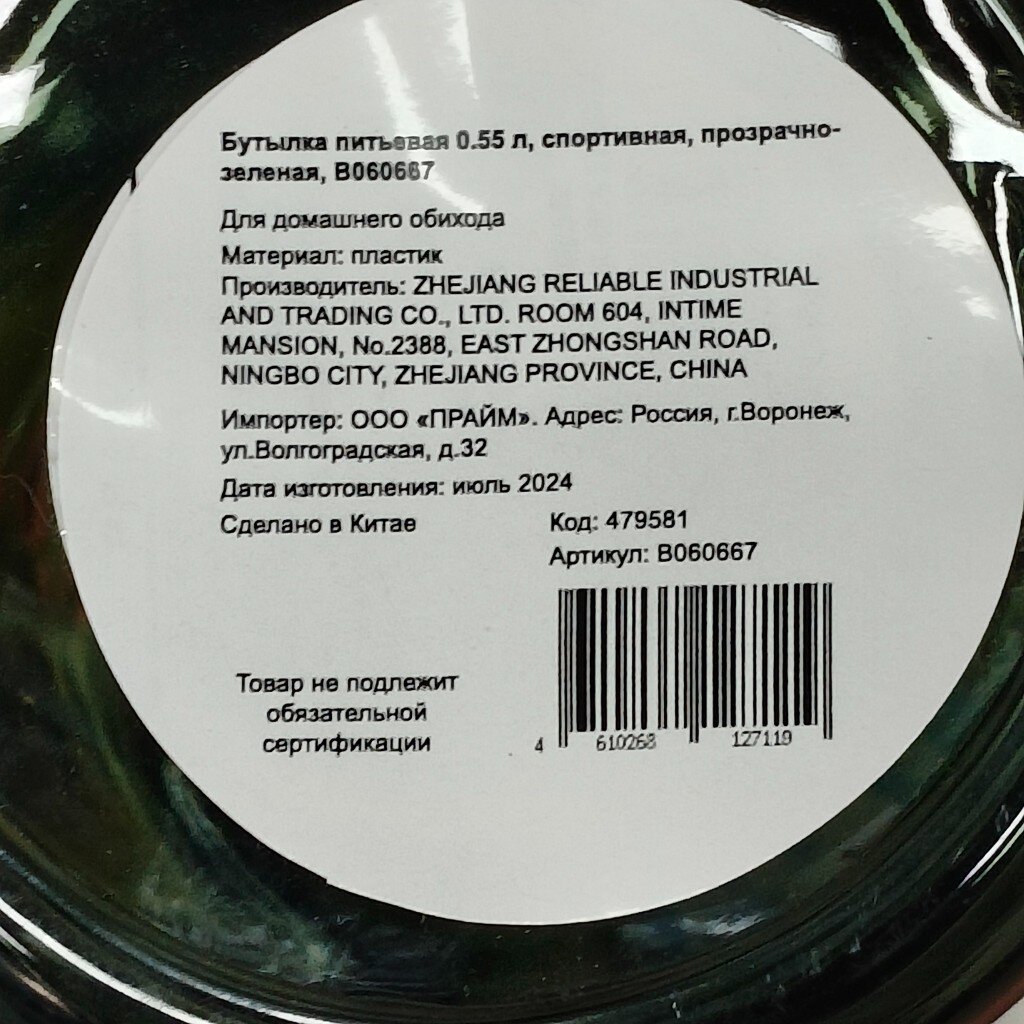 Бутылка питьевая 0.55 л, спортивная, прозрачно-
зеленая, В060667
Для домашнего обихода
Материал: пластик
Производитель: ZHEJIANG RELIABLE INDUSTRIAL
AND TRADING CO., LTD. ROOM 604, INTIME
MANSION, No.2388, EAST ZHONGSHAN ROAD,
NINGBO CITY, ZHEJIANG PROVINCE, CHINA
Импортер: ООО «ПРАЙМ». Адрес: Россия, г.Воронеж,
ул.Волгоградская, д.32
Дата изготовления: июль 2024
Сделано в Китае
Код: 479581
Артикул: В060667
Товар не подлежит
обязательной
сертификации
4 610268 127119